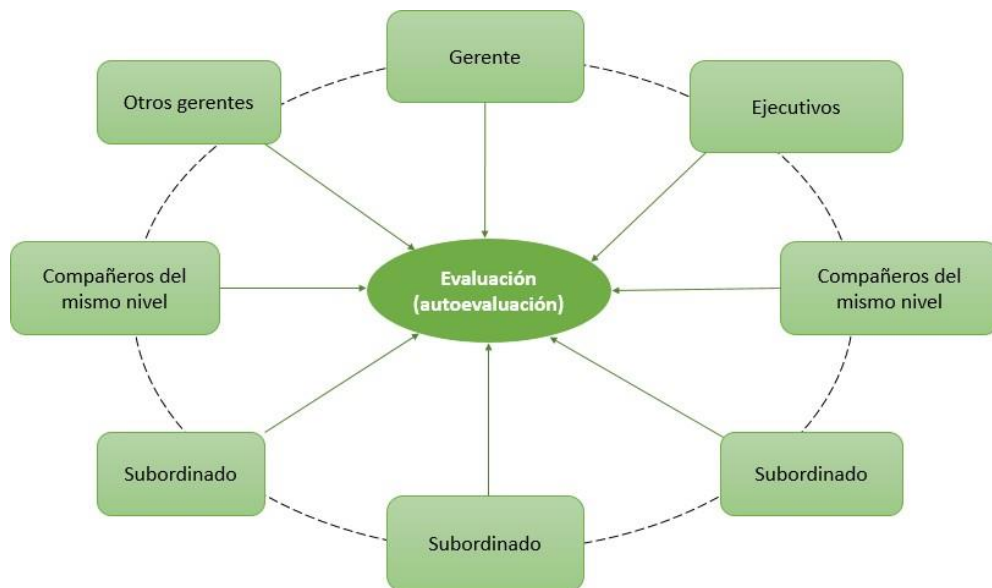 Gerente
Otros gerentes
Ejecutivos
Compañeros del
mismo nivel
Evaluación
(autoevaluación)
Compañeros del
mismo nivel
Subordinado
Subordinado
Subordinado